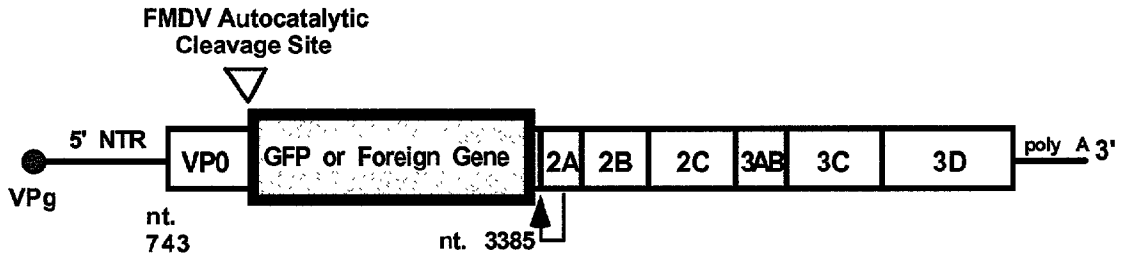 FMDV Autocatalytic
Cleavage Site
5' NTR
VP0
GFP or Foreign Gene
2A
2B
2C
3AB
3C
3D
poly A 3'
VPg
nt.
743
nt. 3385